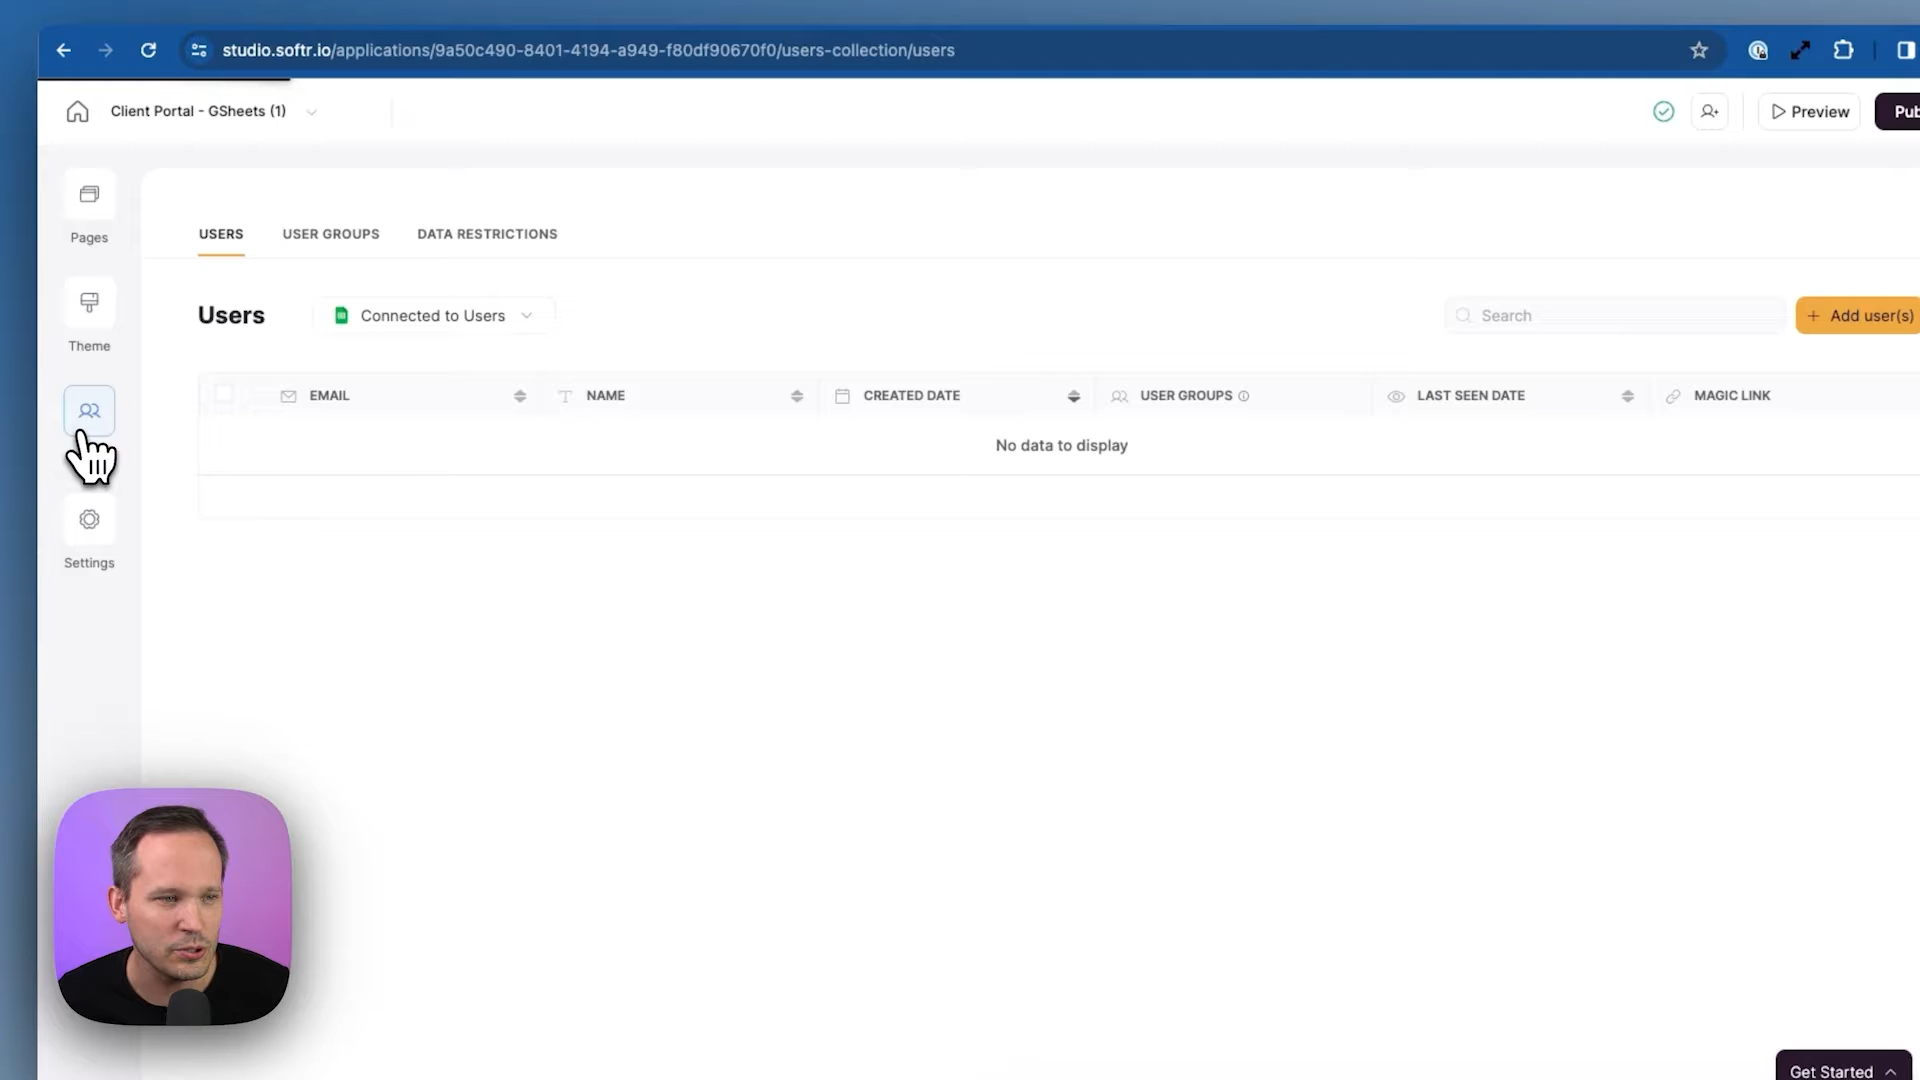 studio.softr.io/applications/9a50c490-8401-4194-a949-f80df90670f0/users-collection/users
Client Portal - GSheets (1)
Preview
Pub
Pages
USERS USER GROUPS DATA RESTRICTIONS
Theme
Users
Connected to Users
Search
+ Add user(s)
EMAIL NAME CREATED DATE USER GROUPS LAST SEEN DATE MAGIC LINK
No data to display
Settings
Get Started